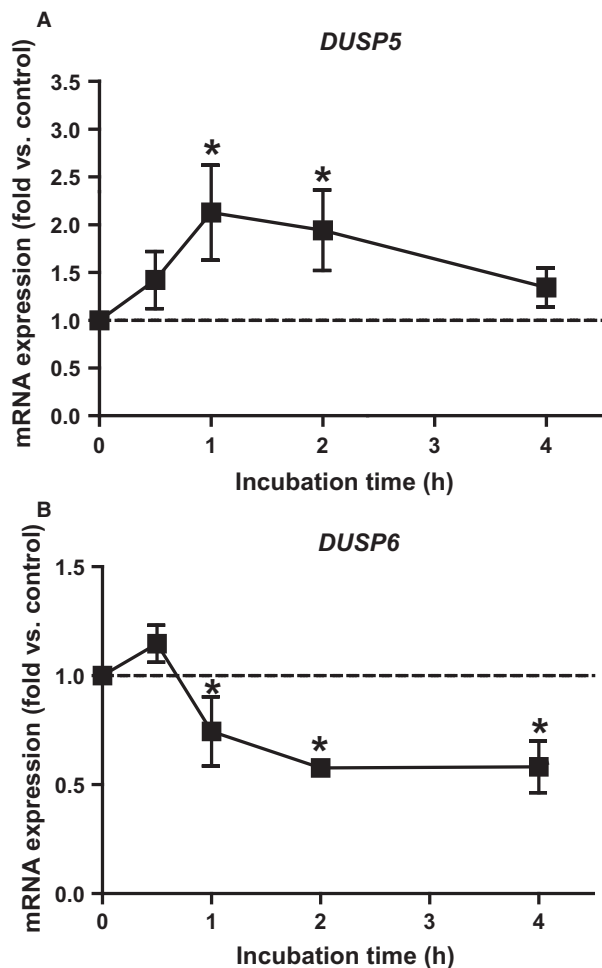 A
DUSP5
mRNA expression (fold vs. control)
3.5
3.0
2.5
2.0
1.5
1.0
0.5
0.0
* *
0 1 2 3 4
Incubation time (h)
B
DUSP6
mRNA expression (fold vs. control)
1.5
1.0
0.5
0.0
* * *
0 1 2 3 4
Incubation time (h)